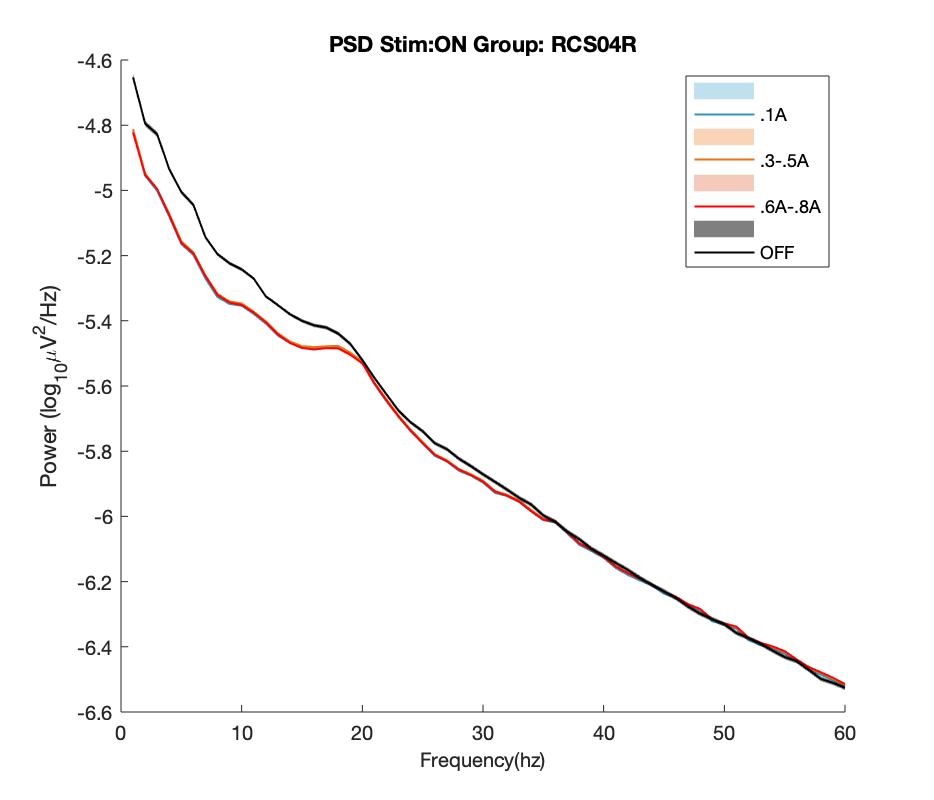 PSD Stim:ON Group: RCS04R
-4.6
-4.8
-5
-5.2
-5.4
-5.6
-5.8
-6
-6.2
-6.4
-6.6
Power (log₁₀μV²/Hz)
.1A
.3-.5A
.6A-.8A
OFF
0 10 20 30 40 50 60
Frequency(hz)